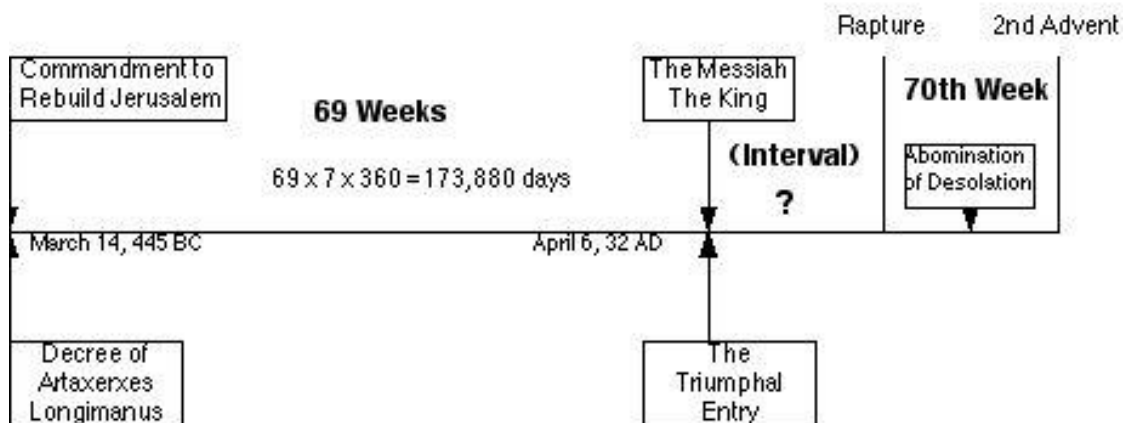 Rapture
2nd Advent
Commandment to
Rebuild Jerusalem
69 Weeks
69 x 7 x 360 = 173,880 days
The Messiah
The King
(Interval)
?
70th Week
Abomination
of Desolation
March 14, 445 BC
April 6, 32 AD
Decree of
Artaxerxes
Longimanus
The
Triumphal
Entry